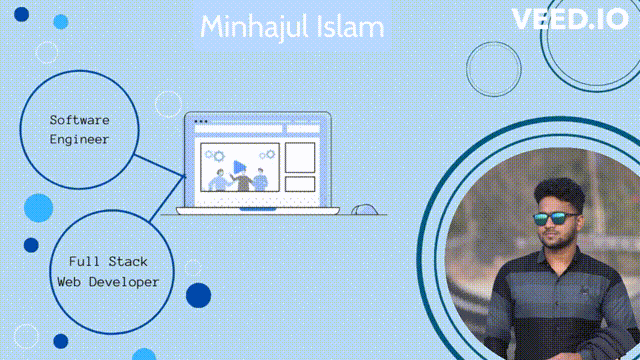 Minhajul Islam
VEED.IO
Software
Engineer
Full Stack
Web Developer